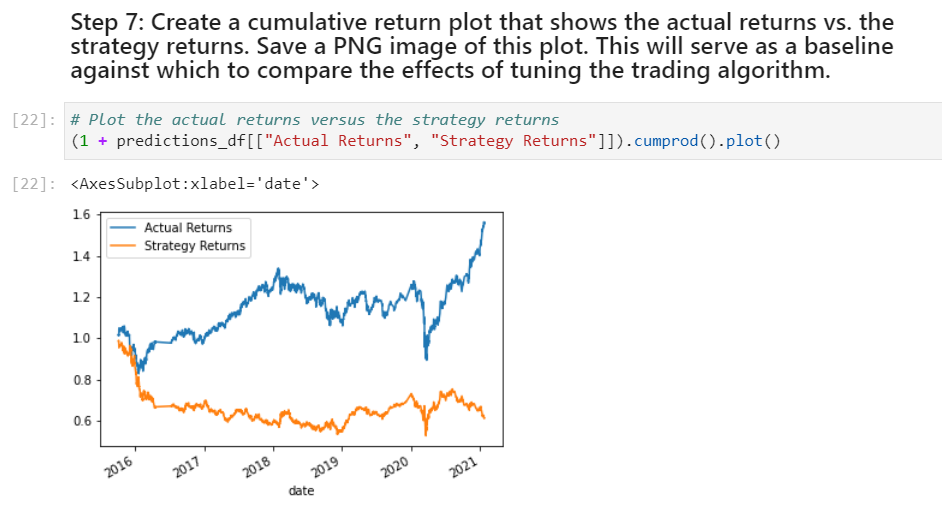 Step 7: Create a cumulative return plot that shows the actual returns vs. the
strategy returns. Save a PNG image of this plot. This will serve as a baseline
against which to compare the effects of tuning the trading algorithm.
[22]: # Plot the actual returns versus the strategy returns
(1 + predictions_df[["Actual Returns", "Strategy Returns"]]).cumprod().plot()
[22]: <AxesSubplot:xlabel='date'>
1.6
Actual Returns
Strategy Returns
1.4
1.2
1.0
0.8
0.6
2016 2017 2018 2019 2020 2021
date